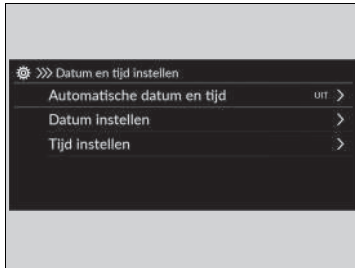 >>> Datum en tijd instellen
Automatische datum en tijd UIT >
Datum instellen >
Tijd instellen >